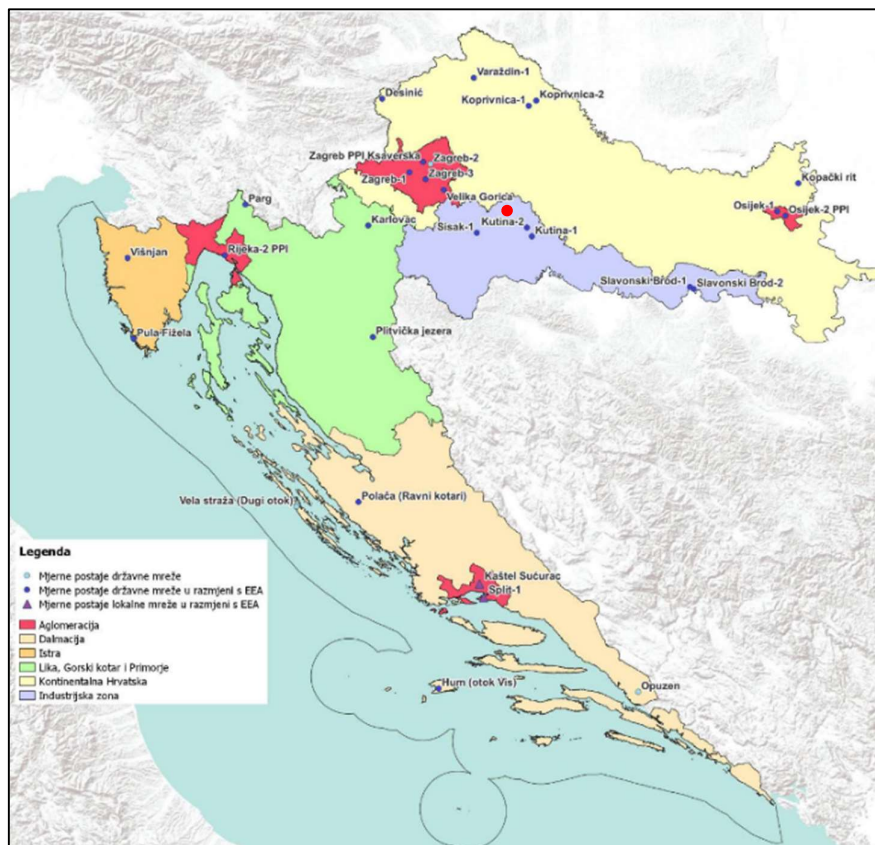 Varaždin-1
Desinić
Koprivnica-2
Koprivnica-1
Zagreb PPI Ksaverska
Zagreb-2
Zagreb-1
Zagreb-3
Velika Gorica
Kopački rit
Osijek-1
Osijek-2 PPI
Parg
Karlovac
Sisak-1
Kutina-2
Kutina-1
Višnjan
Rijeka-2 PPI
Slavonski Brod-1
Slavonski Brod-2
Pula Fižela
Plitvička jezera
Vela straža (Dugi otok)
Polača (Ravni kotari)
Kaštel Sućurac
Split-1
Hum (otok Vis)
Opuzen
Legenda
Mjerne postaje državne mreže
Mjerne postaje državne mreže u razmjeni s EEA
Mjerne postaje lokalne mreže u razmjeni s EEA
Aglomeracija
Dalmacija
Istra
Lika, Gorski kotar i Primorje
Kontinentalna Hrvatska
Industrijska zona